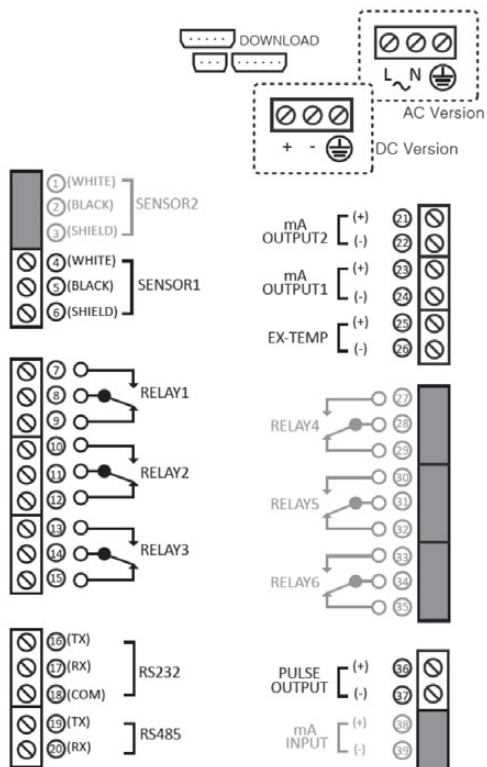 DOWNLOAD
L N
AC Version
+ -
DC Version
1 (WHITE)
2 (BLACK) SENSOR2
3 (SHIELD)
4 (WHITE)
5 (BLACK) SENSOR1
6 (SHIELD)
7
8 RELAY1
9
10
11 RELAY2
12
13
14 RELAY3
15
16 (TX)
17 (RX) RS232
18 (COM)
19 (TX) RS485
20 (RX)
mA OUTPUT2 (+) 21
(-) 22
mA OUTPUT1 (+) 23
(-) 24
EX-TEMP (+) 25
(-) 26
27
RELAY4 28
29
30
RELAY5 31
32
33
RELAY6 34
35
PULSE OUTPUT (+) 36
(-) 37
mA INPUT (+) 38
(-) 39